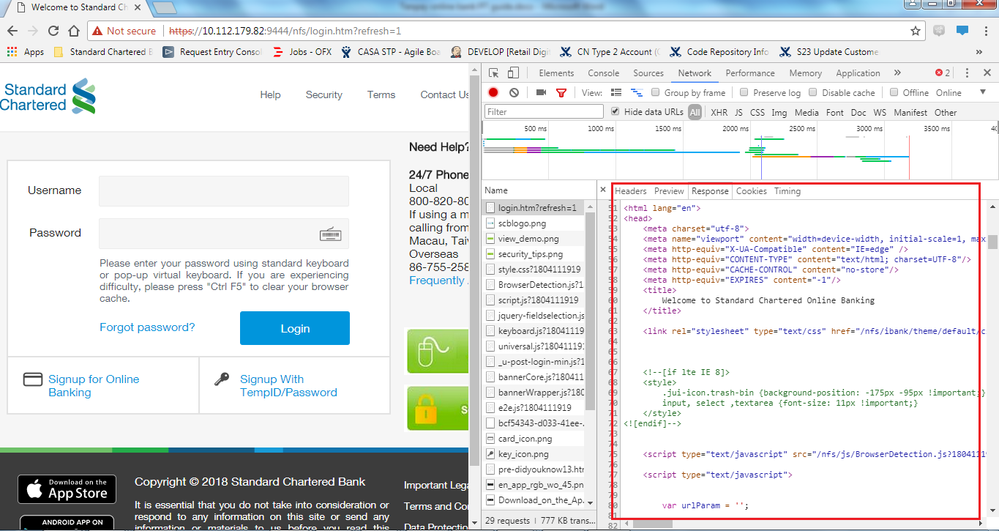 Welcome to Standard Ch
Not secure | https://10.112.179.82:9444/nfs/login.htm?refresh=1
Apps Standard Chartered B Request Entry Conso Jobs - OFX CASA STP - Agile Boa DEVELOP [Retail Digi CN Type 2 Account (C Code Repository Info S23 Update Custome »
Standard
Chartered
Help Security Terms Contact Us
Username
Password
Please enter your password using standard keyboard
or pop-up virtual keyboard. If you are experiencing
difficulty, please press "Ctrl F5" to clear your browser
cache.
Forgot password?
Login
Signup for Online
Banking
Signup With
TempID/Password
Need Help?
24/7 Phone
Local
800-820-80
If using a m
calling from
Macau, Tai
Overseas
86-755-258
Frequently
S
Download on the
App Store
ANDROID APP ON
Copyright © 2018 Standard Chartered Bank
It is essential that you do not take into consideration or
respond to any information on this site or send any
information or materials to us before you read this
Important Lega
Terms and Con
Data Protection
Elements Console Sources Network Performance Memory Application » 2
View: Group by frame Preserve log Disable cache Offline Online
Filter Hide data URLs All XHR JS CSS Img Media Font Doc WS Manifest Other
500 ms 1000 ms 1500 ms 2000 ms 2500 ms 3000 ms 3500 ms 40
Name
login.htm?refresh=1
scblogo.png
view_demo.png
security_tips.png
style.css?1804111919
BrowserDetection.js?1
script.js?1804111919
jquery-fieldselection.js
keyboard.js?18041119
universal.js?180411191
_u-post-login-min.js?1
bannerCore.js?180411
bannerWrapper.js?180
e2e.js?1804111919
bcf54343-d033-41ee-.
card_icon.png
key_icon.png
pre-didyouknow13.htm
en_app_rgb_wo_45.pn
Download_on_the_Ap.
29 requests | 777 KB trans...
Headers Preview Response Cookies Timing
51 <html lang="en">
52 <head>
53 <meta charset="utf-8">
54 <meta name="viewport" content="width=device-width, initial-scale=1, max
55 <meta http-equiv="X-UA-Compatible" content="IE=edge" />
56 <meta http-equiv="CONTENT-TYPE" content="text/html; charset=UTF-8"/>
57 <meta http-equiv="CACHE-CONTROL" content="no-store"/>
58 <meta http-equiv="EXPIRES" content="-1"/>
59 <title>
60 Welcome to Standard Chartered Online Banking
61 </title>
62
63 <link rel="stylesheet" type="text/css" href="/nfs/ibank/theme/default/c
64
65
66
67 <!--[if lte IE 8]>
68 <style>
69 .jui-icon.trash-bin {background-position: -175px -95px !important;}
70 input, select ,textarea {font-size: 11px !important;}
71 </style>
72 <![endif]-->
73
74
75 <script type="text/javascript" src="/nfs/js/BrowserDetection.js?1804119
76
77 <script type="text/javascript">
78
79
80 var urlParam = '';
81
82